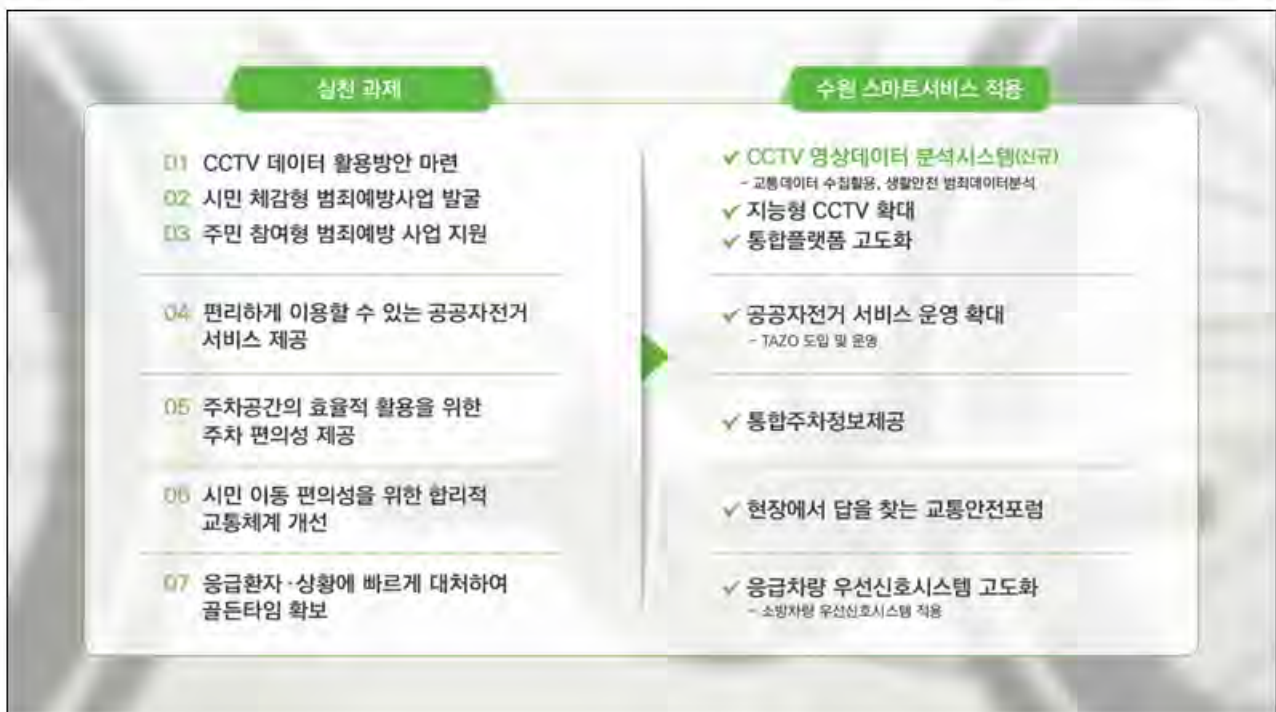 실천 과제
01 CCTV 데이터 활용방안 마련
02 시민 체감형 범죄예방사업 발굴
03 주민 참여형 범죄예방 사업 지원
04 편리하게 이용할 수 있는 공공자전거
서비스 제공
05 주차공간의 효율적 활용을 위한
주차 편의성 제공
06 시민 이동 편의성을 위한 합리적
교통체계 개선
07 응급환자·상황에 빠르게 대처하여
골든타임 확보
수원 스마트서비스 적용
✓ CCTV 영상데이터 분석시스템(신규)
- 교통데이터 수집활용, 생활안전 범죄데이터분석
✓ 지능형 CCTV 확대
✓ 통합플랫폼 고도화
✓ 공공자전거 서비스 운영 확대
- TAZO 도입 및 운영
✓ 통합주차정보제공
✓ 현장에서 답을 찾는 교통안전포럼
✓ 응급차량 우선신호시스템 고도화
- 소방차량 우선신호시스템 적용